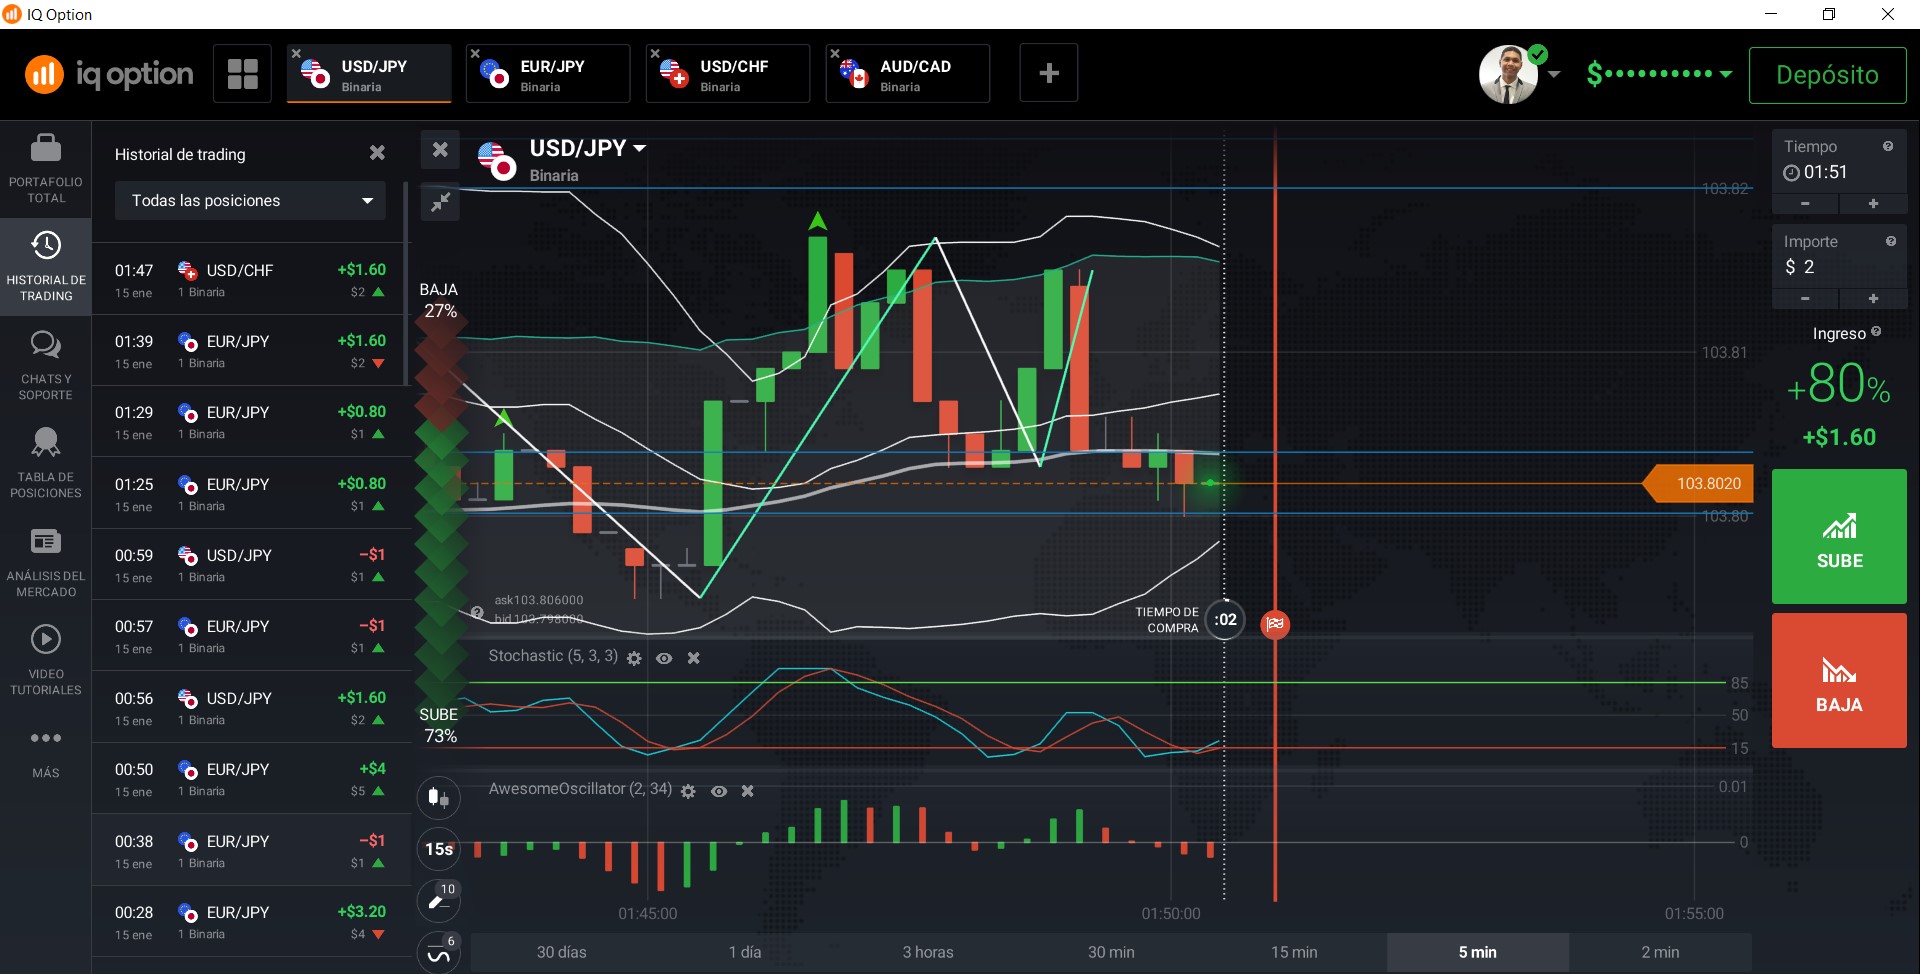 IQ Option
iq option
USD/JPY
Binaria
EUR/JPY
Binaria
USD/CHF
Binaria
AUD/CAD
Binaria
$
Depósito
PORTAFOLIO
TOTAL
HISTORIAL DE
TRADING
CHATS Y
SOPORTE
TABLA DE
POSICIONES
ANÁLISIS DEL
MERCADO
VIDEO
TUTORIALES
MÁS
Historial de trading
Todas las posiciones
01:47 USD/CHF +$1.60
15 ene 1 Binaria $2
01:39 EUR/JPY +$1.60
15 ene 1 Binaria $2
01:29 EUR/JPY +$0.80
15 ene 1 Binaria $1
01:25 EUR/JPY +$0.80
15 ene 1 Binaria $1
00:59 USD/JPY −$1
15 ene 1 Binaria $1
00:57 EUR/JPY −$1
15 ene 1 Binaria $1
00:56 USD/JPY +$1.60
15 ene 1 Binaria $2
00:50 EUR/JPY +$4
15 ene 1 Binaria $5
00:38 EUR/JPY −$1
15 ene 1 Binaria $1
00:28 EUR/JPY +$3.20
15 ene 1 Binaria $4
USD/JPY
Binaria
BAJA
27%
SUBE
73%
103.82
103.81
103.8020
103.80
ask103.806000
bid103.798000
TIEMPO DE
COMPRA
:02
Stochastic (5, 3, 3)
85
50
15
AwesomeOscillator (2, 34)
0.01
0
15s
10
6
01:45:00
01:50:00
01:55:00
30 días
1 día
3 horas
30 min
15 min
5 min
2 min
Tiempo
01:51
- +
Importe
$ 2
- +
Ingreso
+80%
+$1.60
SUBE
BAJA